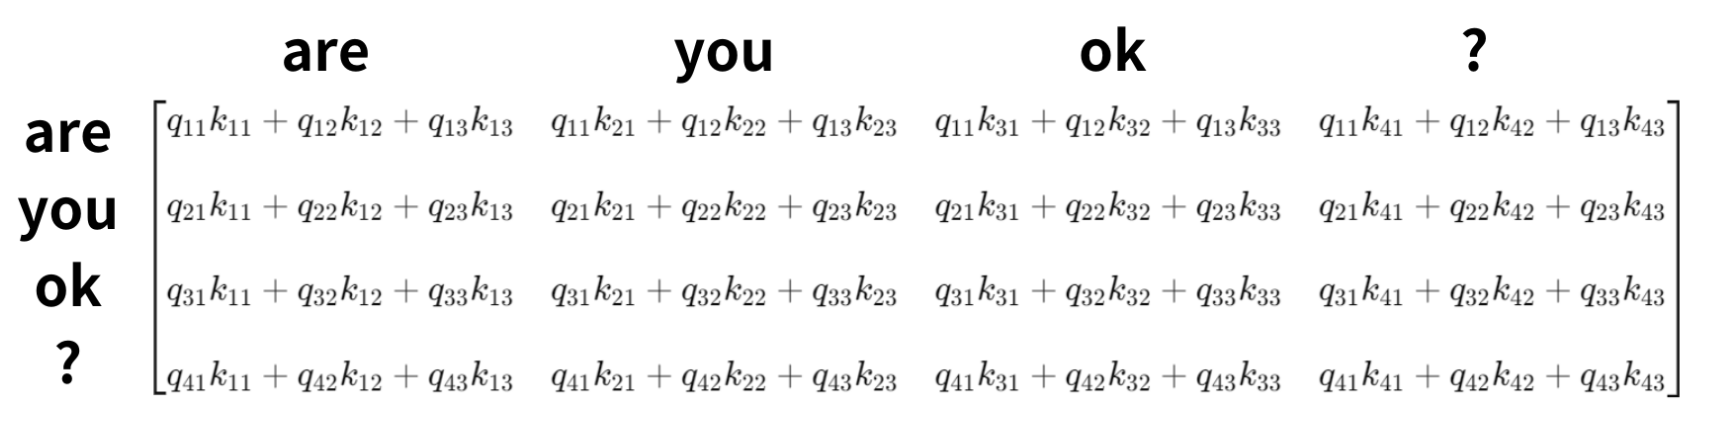 are you ok ?
are q₁₁k₁₁ + q₁₂k₁₂ + q₁₃k₁₃ q₁₁k₂₁ + q₁₂k₂₂ + q₁₃k₂₃ q₁₁k₃₁ + q₁₂k₃₂ + q₁₃k₃₃ q₁₁k₄₁ + q₁₂k₄₂ + q₁₃k₄₃
you q₂₁k₁₁ + q₂₂k₁₂ + q₂₃k₁₃ q₂₁k₂₁ + q₂₂k₂₂ + q₂₃k₂₃ q₂₁k₃₁ + q₂₂k₃₂ + q₂₃k₃₃ q₂₁k₄₁ + q₂₂k₄₂ + q₂₃k₄₃
ok q₃₁k₁₁ + q₃₂k₁₂ + q₃₃k₁₃ q₃₁k₂₁ + q₃₂k₂₂ + q₃₃k₂₃ q₃₁k₃₁ + q₃₂k₃₂ + q₃₃k₃₃ q₃₁k₄₁ + q₃₂k₄₂ + q₃₃k₄₃
? q₄₁k₁₁ + q₄₂k₁₂ + q₄₃k₁₃ q₄₁k₂₁ + q₄₂k₂₂ + q₄₃k₂₃ q₄₁k₃₁ + q₄₂k₃₂ + q₄₃k₃₃ q₄₁k₄₁ + q₄₂k₄₂ + q₄₃k₄₃